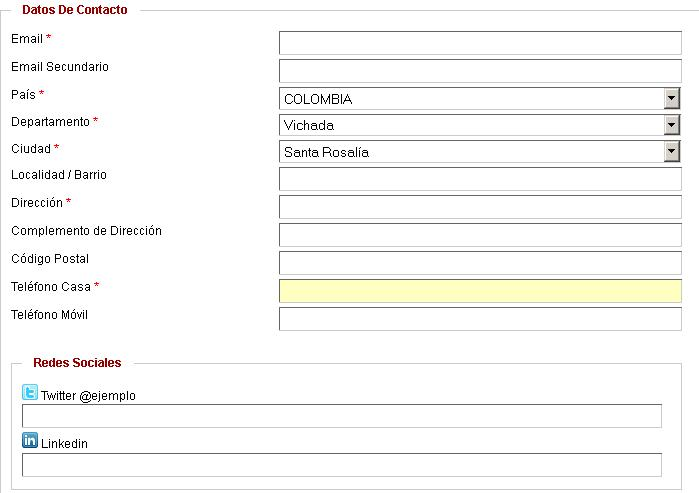 Datos De Contacto
Email *
Email Secundario
País *
COLOMBIA
Departamento *
Vichada
Ciudad *
Santa Rosalía
Localidad / Barrio
Dirección *
Complemento de Dirección
Código Postal
Teléfono Casa *
Teléfono Móvil
Redes Sociales
Twitter @ejemplo
in Linkedin